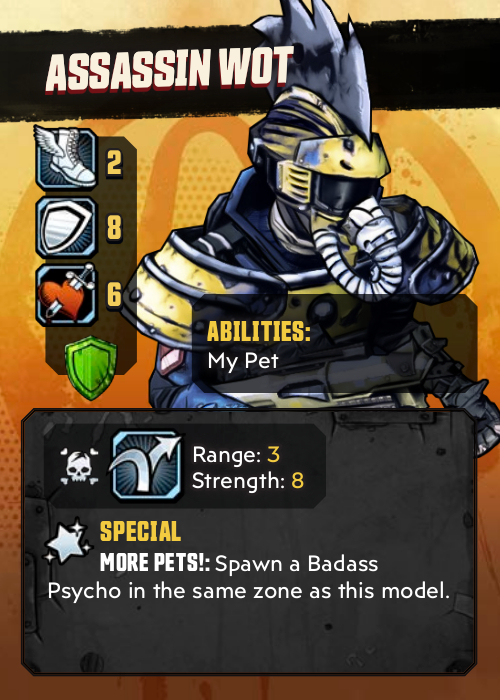 ASSASSIN WOT
2
8
6
ABILITIES:
My Pet
Range: 3
Strength: 8
SPECIAL
MORE PETS!: Spawn a Badass
Psycho in the same zone as this model.